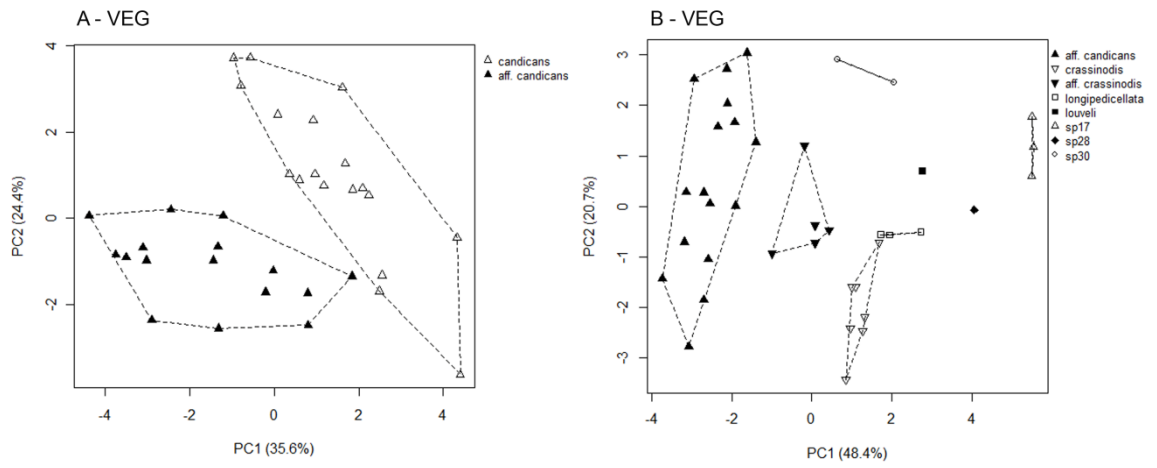 A - VEG
4
2
0
-2
-4
-2
0
2
4
PC2 (24.4%)
PC1 (35.6%)
candicans
aff. candicans
B - VEG
3
2
1
0
-1
-2
-3
-4
-2
0
2
4
PC2 (20.7%)
PC1 (48.4%)
aff. candicans
crassinodis
aff. crassinodis
longipedicellata
louveli
sp17
sp28
sp30